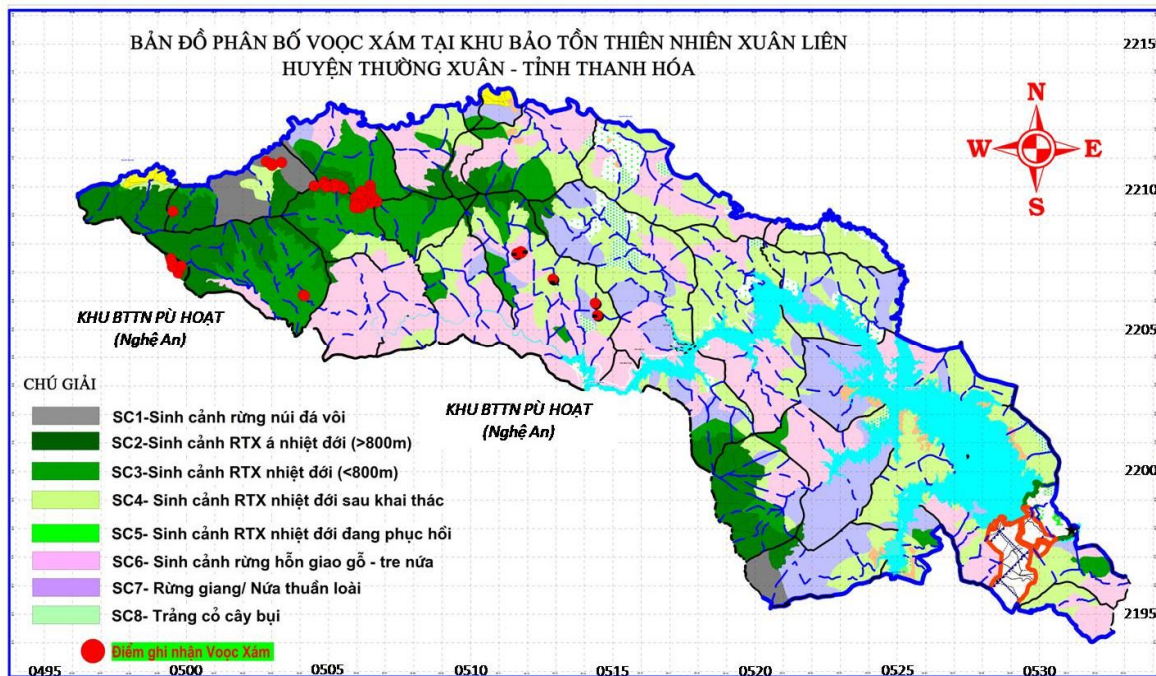 BẢN ĐỒ PHÂN BỐ VOỌC XÁM TẠI KHU BẢO TỒN THIÊN NHIÊN XUÂN LIÊN
HUYỆN THƯỜNG XUÂN - TỈNH THANH HÓA
2215
N
W E
S
2210
KHU BTTN PÙ HOẠT
(Nghệ An)
2205
CHÚ GIẢI
KHU BTTN PÙ HOẠT
(Nghệ An)
SC1-Sinh cảnh rừng núi đá vôi
SC2-Sinh cảnh RTX á nhiệt đới (>800m)
SC3-Sinh cảnh RTX nhiệt đới (<800m)
2200
SC4- Sinh cảnh RTX nhiệt đới sau khai thác
SC5- Sinh cảnh RTX nhiệt đới đang phục hồi
SC6- Sinh cảnh rừng hỗn giao gỗ - tre nứa
SC7- Rừng giang/ Nứa thuần loài
SC8- Trảng cỏ cây bụi
2195
Điểm ghi nhận Voọc Xám
0495 0500 0505 0510 0515 0520 0525 0530